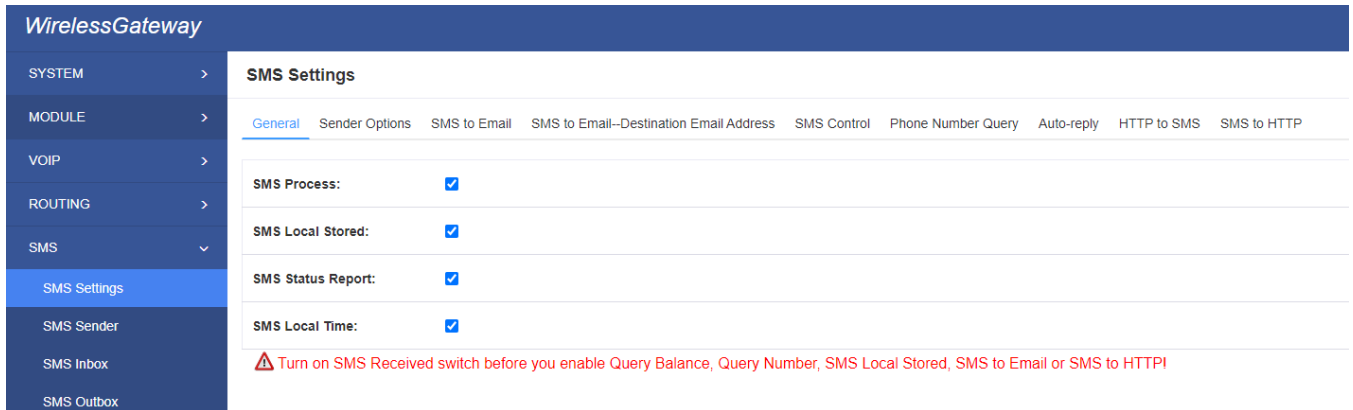 WirelessGateway
SYSTEM
MODULE
VOIP
ROUTING
SMS
SMS Settings
SMS Sender
SMS Inbox
SMS Outbox
SMS Settings
General Sender Options SMS to Email SMS to Email--Destination Email Address SMS Control Phone Number Query Auto-reply HTTP to SMS SMS to HTTP
SMS Process:
SMS Local Stored:
SMS Status Report:
SMS Local Time:
Turn on SMS Received switch before you enable Query Balance, Query Number, SMS Local Stored, SMS to Email or SMS to HTTP!